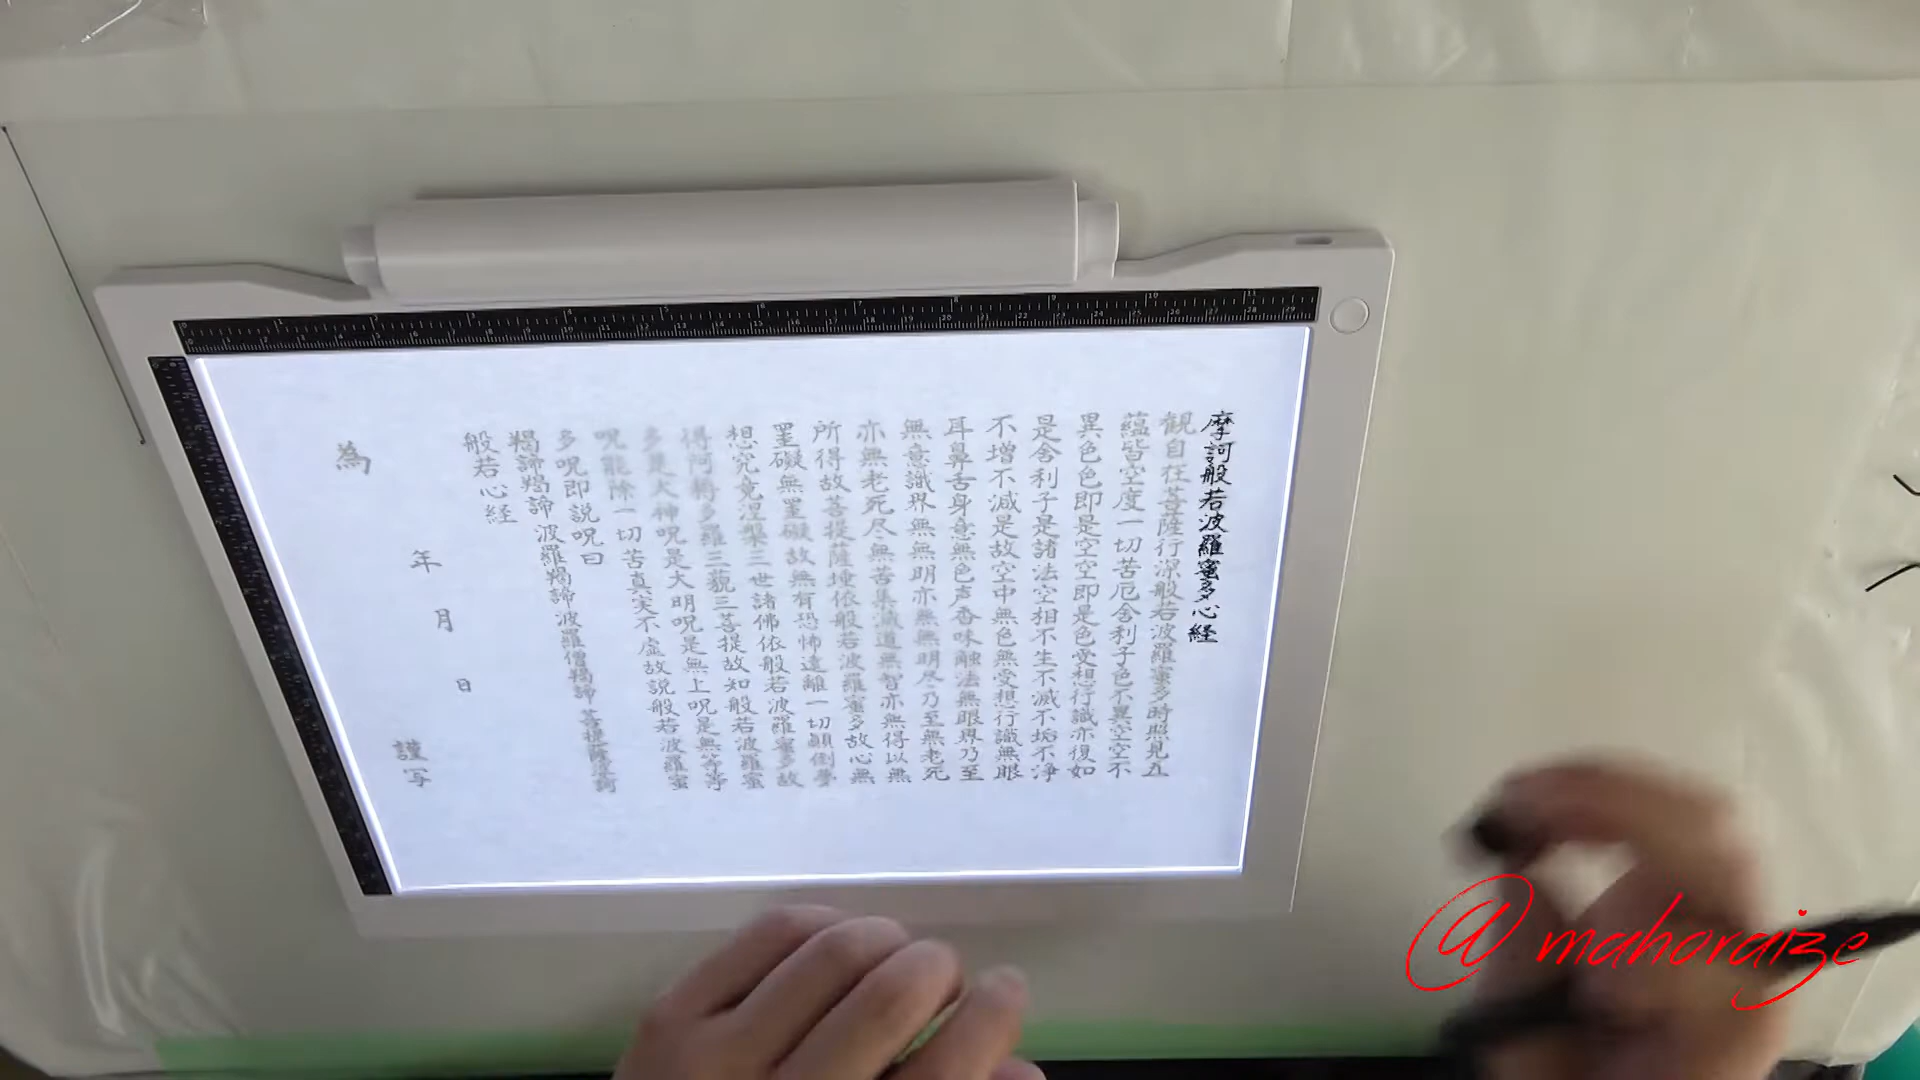 摩訶般若波羅蜜多心経
観自在菩薩行深般若波羅蜜多時照見五
蘊皆空度一切苦厄舎利子色不異空空不
異色色即是空空即是色受想行識亦復如
是舎利子是諸法空相不生不滅不垢不浄
不増不減是故空中無色無受想行識無眼
耳鼻舌身意無色声香味触法無眼界乃至
無意識界無無明亦無無明尽乃至無老死
亦無老死尽無苦集滅道無智亦無得以無
所得故菩提薩埵依般若波羅蜜多故心無
罣礙無罣礙故無有恐怖遠離一切顛倒夢
想究竟涅槃三世諸佛依般若波羅蜜多故
得阿耨多羅三藐三菩提故知般若波羅蜜
多是大神呪是大明呪是無上呪是無等等
呪能除一切苦真実不虚故説般若波羅蜜
多呪即説呪曰
羯諦羯諦 波羅羯諦 波羅僧羯諦 菩提薩婆訶
般若心経
年 月 日 謹写
為
@mahoraize